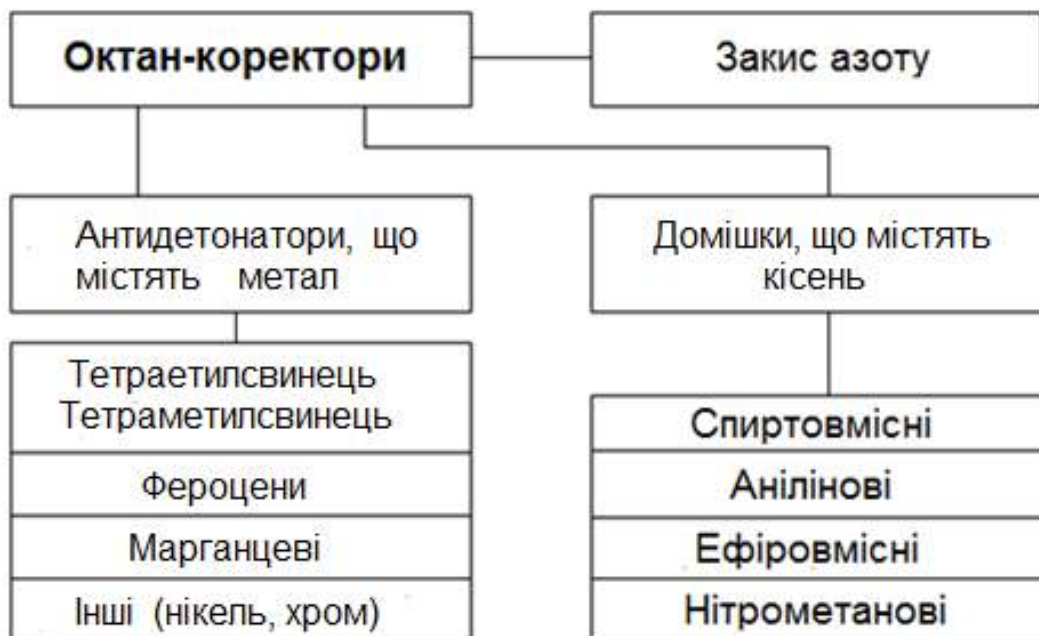 Октан-коректори
Закис азоту
Антидетонатори, що
містять метал
Домішки, що містять
кісень
Тетраетилсвинець
Тетраметилсвинець
Фероцени
Марганцеві
Інші (нікель, хром)
Спиртовмісні
Анілінові
Ефіровмісні
Нітрометанові